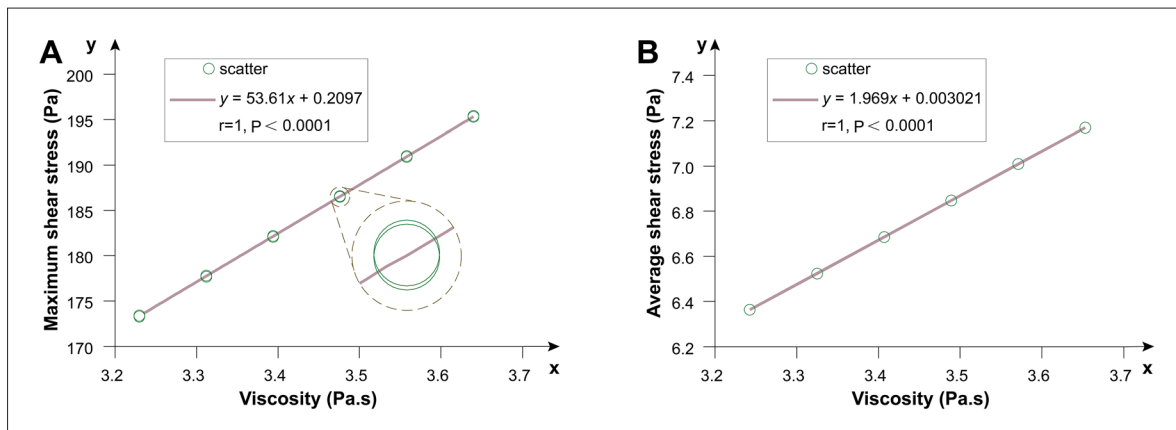 A
y
200
195
190
185
180
175
170
Maximum shear stress (Pa)
scatter
y = 53.61x + 0.2097
r=1, P < 0.0001
3.2 3.3 3.4 3.5 3.6 3.7
x
Viscosity (Pa.s)
B
y
7.4
7.2
7.0
6.8
6.6
6.4
6.2
Average shear stress (Pa)
scatter
y = 1.969x + 0.003021
r=1, P < 0.0001
3.2 3.3 3.4 3.5 3.6 3.7
x
Viscosity (Pa.s)